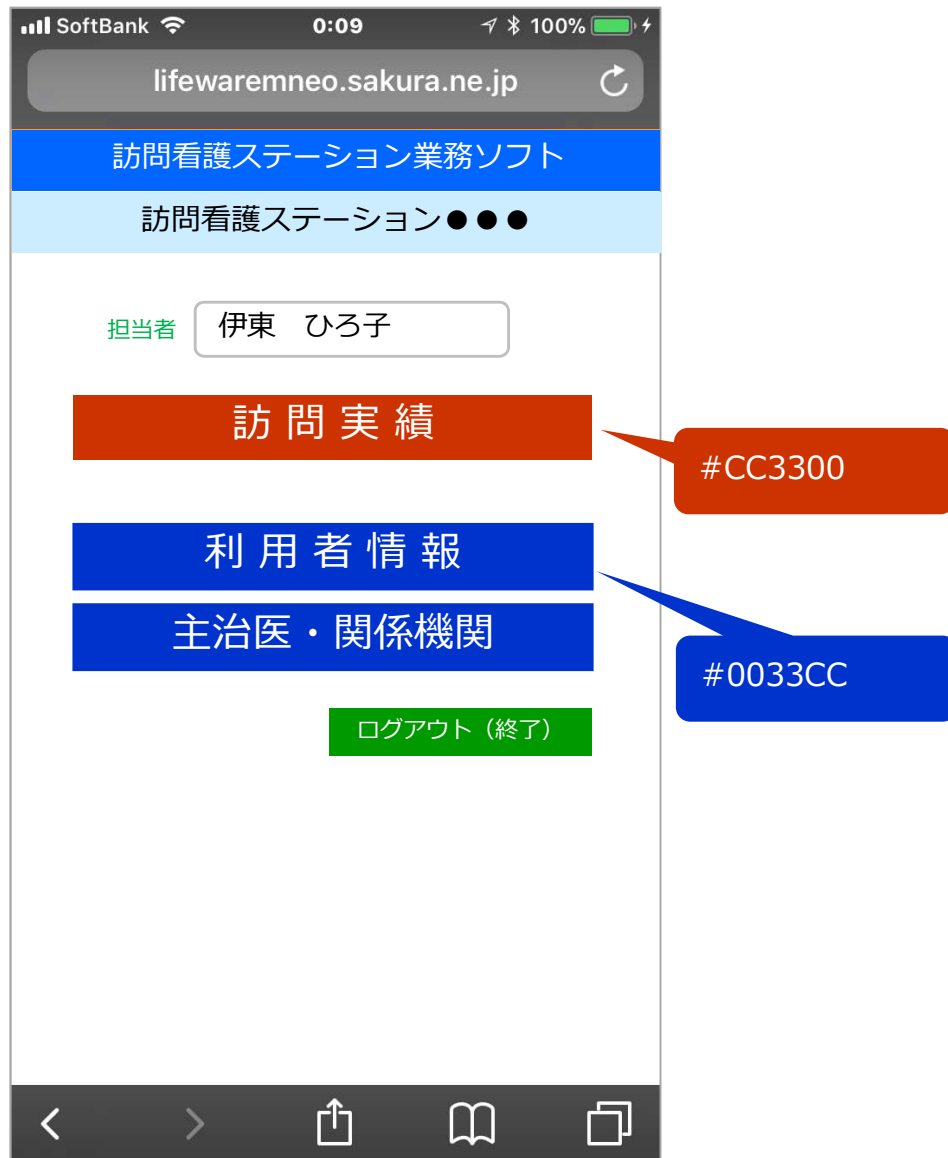 SoftBank 0:09 100%
lifewaremneo.sakura.ne.jp
訪問看護ステーション業務ソフト
訪問看護ステーション●●●
担当者 伊東　ひろ子
訪 問 実 績
#CC3300
利 用 者 情 報
主治医・関係機関
#0033CC
ログアウト（終了）